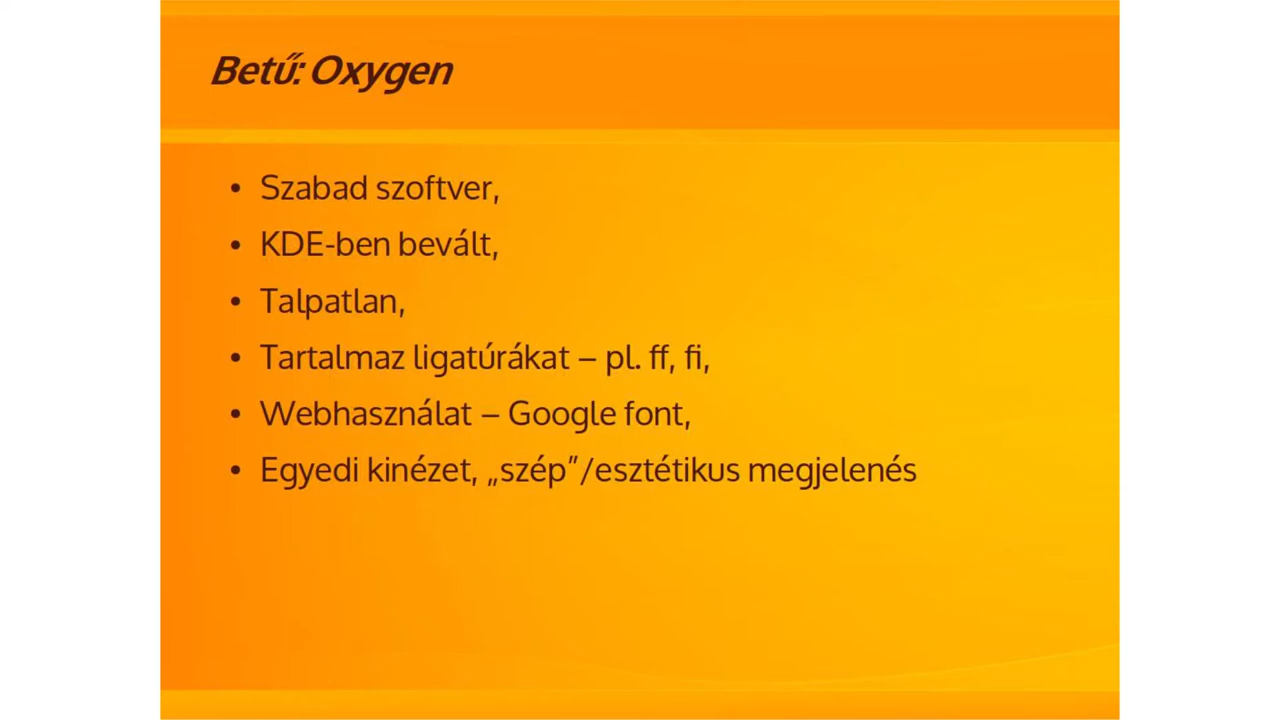 Betű: Oxygen
• Szabad szoftver,
• KDE-ben bevált,
• Talpatlan,
• Tartalmaz ligatúrákat – pl. ff, fi,
• Webhasználat – Google font,
• Egyedi kinézet, „szép”/esztétikus megjelenés